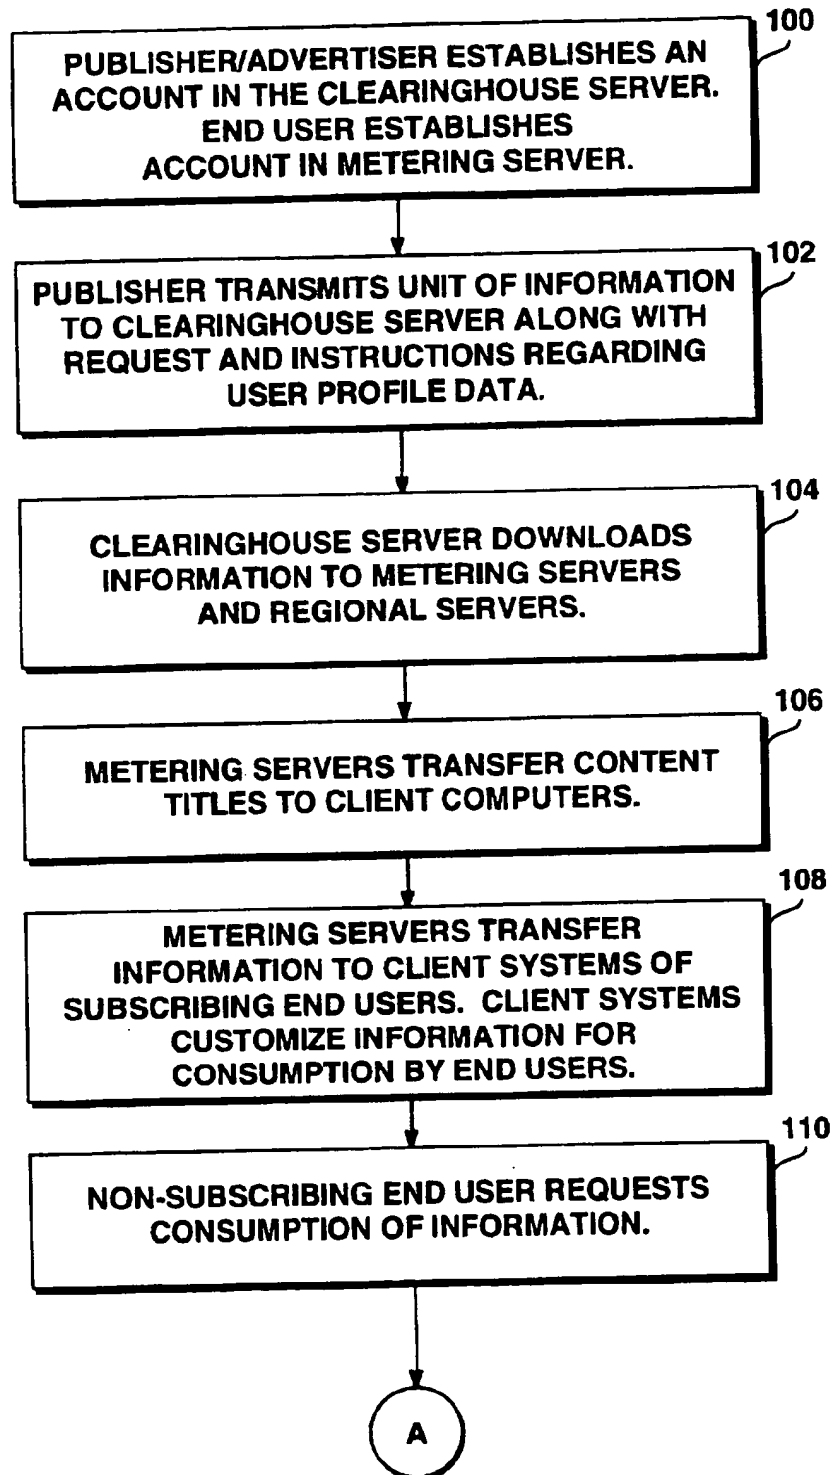 100
PUBLISHER/ADVERTISER ESTABLISHES AN
ACCOUNT IN THE CLEARINGHOUSE SERVER.
END USER ESTABLISHES
ACCOUNT IN METERING SERVER.
102
PUBLISHER TRANSMITS UNIT OF INFORMATION
TO CLEARINGHOUSE SERVER ALONG WITH
REQUEST AND INSTRUCTIONS REGARDING
USER PROFILE DATA.
104
CLEARINGHOUSE SERVER DOWNLOADS
INFORMATION TO METERING SERVERS
AND REGIONAL SERVERS.
106
METERING SERVERS TRANSFER CONTENT
TITLES TO CLIENT COMPUTERS.
108
METERING SERVERS TRANSFER
INFORMATION TO CLIENT SYSTEMS OF
SUBSCRIBING END USERS. CLIENT SYSTEMS
CUSTOMIZE INFORMATION FOR
CONSUMPTION BY END USERS.
110
NON-SUBSCRIBING END USER REQUESTS
CONSUMPTION OF INFORMATION.
A